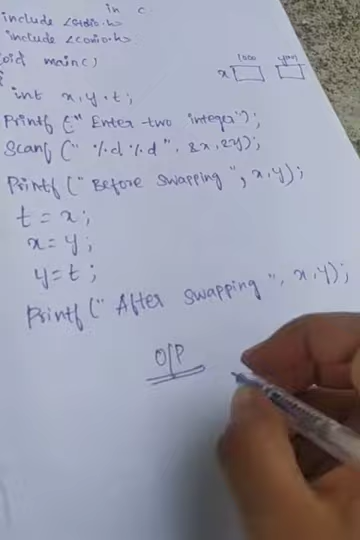 in c
include <stdio.h>
include <conio.h>
void main()
{
int x, y, t;
Printf (" Enter two integer");
Scanf (" %d %d ", &x, &y);
Printf (" Before swapping ", x, y);
t = x;
x = y;
y = t;
Printf (" After swapping ", x, y);
O/P
x
1000